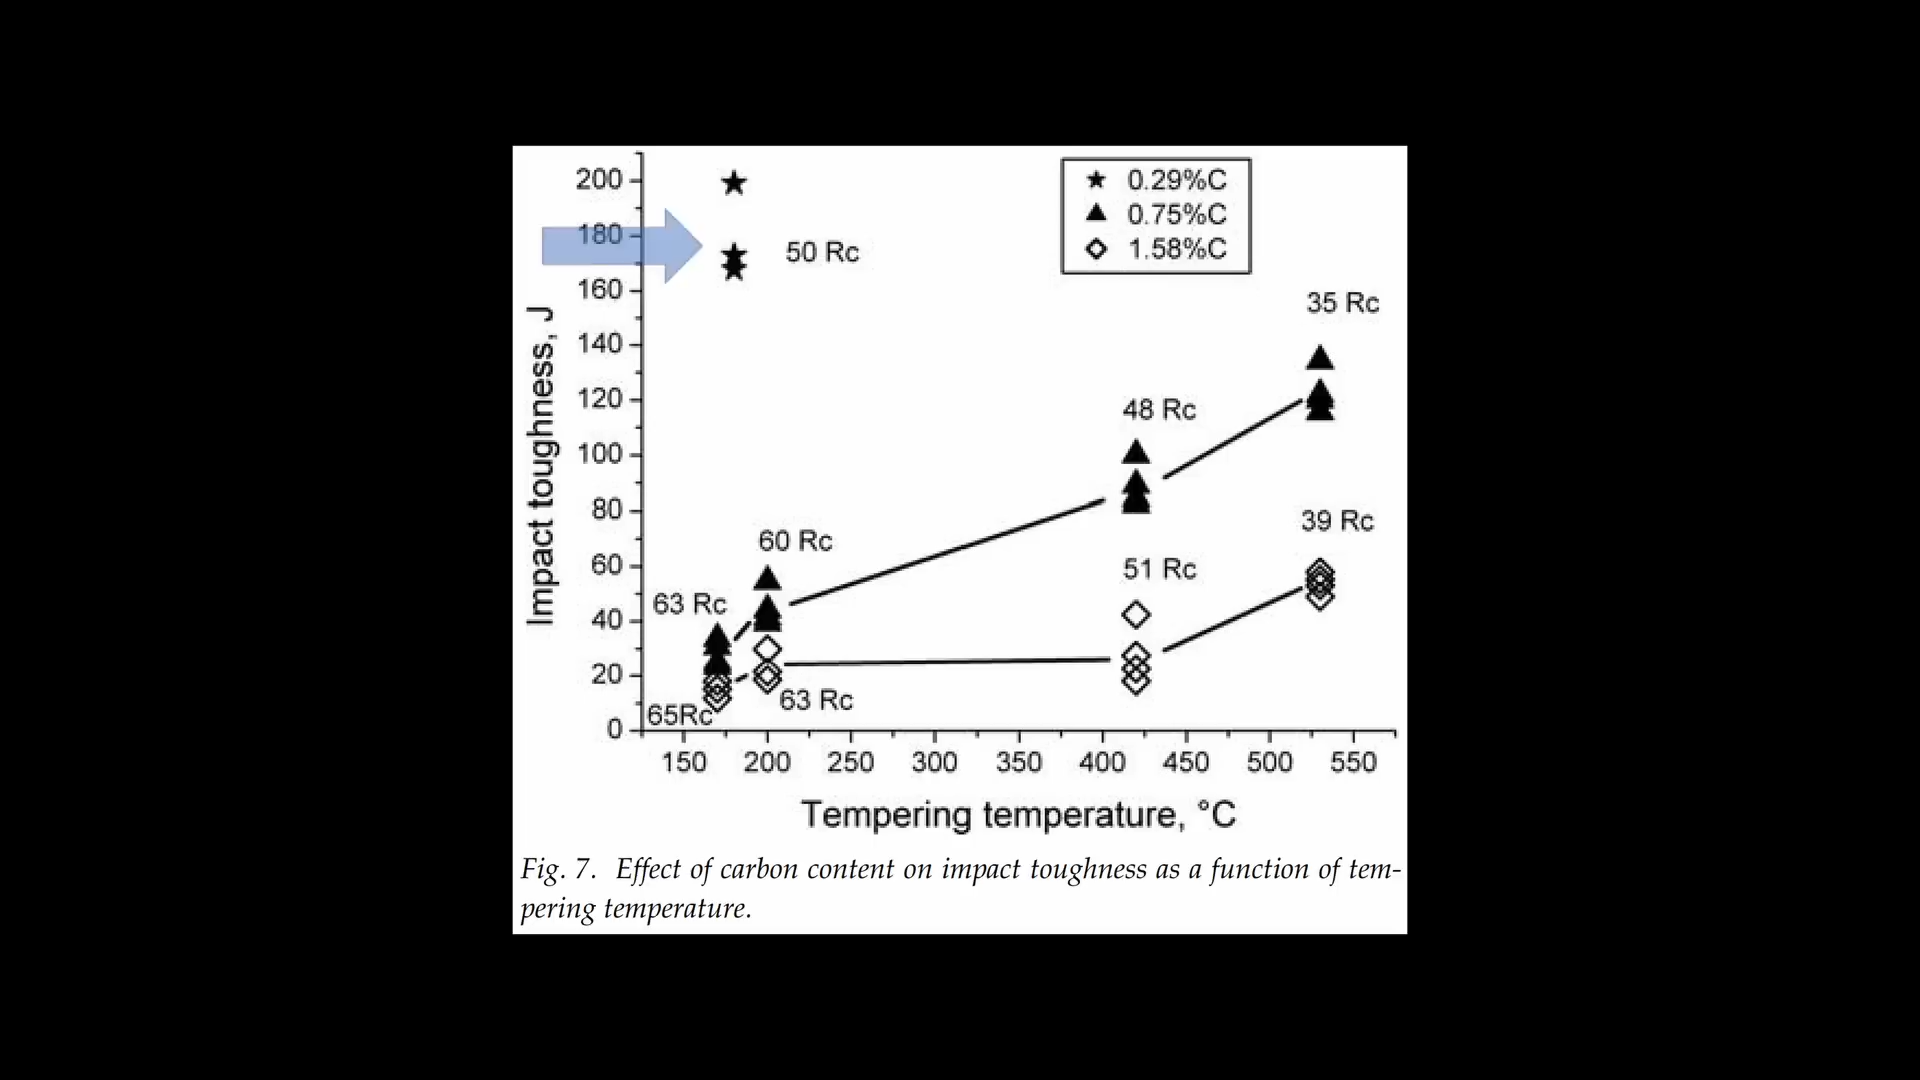 200
180
160
140
120
100
80
60
40
20
0
Impact toughness, J
0.29%C
0.75%C
1.58%C
50 Rc
35 Rc
48 Rc
39 Rc
60 Rc
51 Rc
63 Rc
63 Rc
65Rc
150 200 250 300 350 400 450 500 550
Tempering temperature, °C
Fig. 7. Effect of carbon content on impact toughness as a function of tem-
pering temperature.